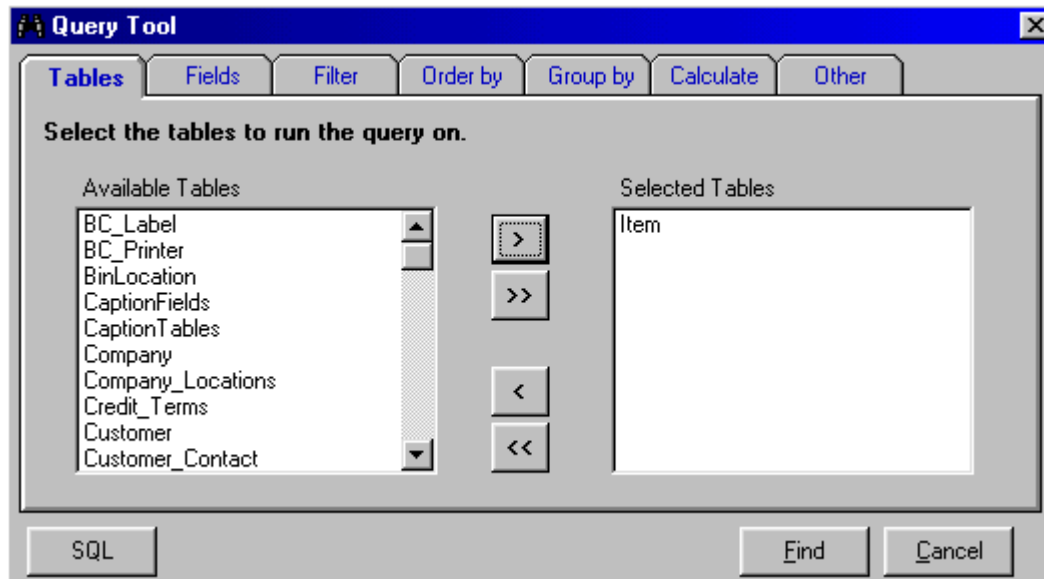 Query Tool
Tables Fields Filter Order by Group by Calculate Other
Select the tables to run the query on.
Available Tables
BC_Label
BC_Printer
BinLocation
CaptionFields
CaptionTables
Company
Company_Locations
Credit_Terms
Customer
Customer_Contact
>
>>
<
<<
Selected Tables
Item
SQL Find Cancel